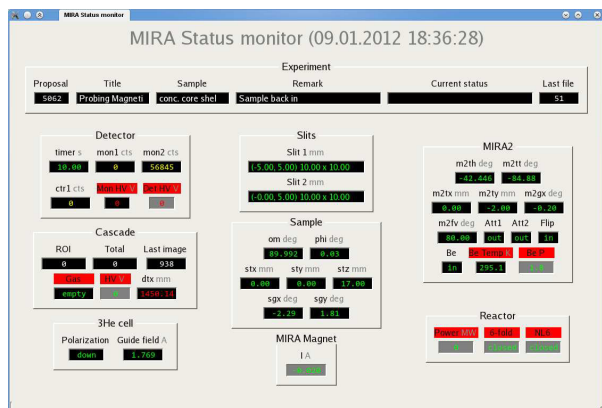 MIRA Status monitor
MIRA Status monitor (09.01.2012 18:36:28)
Experiment
Proposal Title Sample Remark Current status Last file
5062 Probing Magneti conc. core shel Sample back in 51
Detector
timer s mon1 cts mon2 cts
10.00 0 56845
ctr1 cts Mon HV V Det HV V
0 0 0
Slits
Slit 1 mm
(-5.00, 5.00) 10.00 x 10.00
Slit 2 mm
(-0.00, 5.00) 10.00 x 10.00
MIRA2
m2th deg m2tt deg
-42.446 -84.88
m2tx mm m2ty mm m2gx deg
0.00 -2.00 -0.20
m2fv deg Att1 Att2 Flip
80.00 out out in
Be Be Temp K Be P
in 295.1
Cascade
ROI Total Last image
0 0 938
Gas HV V dtx mm
empty 1450.14
Sample
om deg phi deg
89.992 0.03
stx mm sty mm stz mm
0.00 0.00 17.00
sgx deg sgy deg
-2.29 1.81
3He cell
Polarization Guide field A
down 1.769
MIRA Magnet
I A
-0.020
Reactor
Power MW 6-fold NL6
closed closed